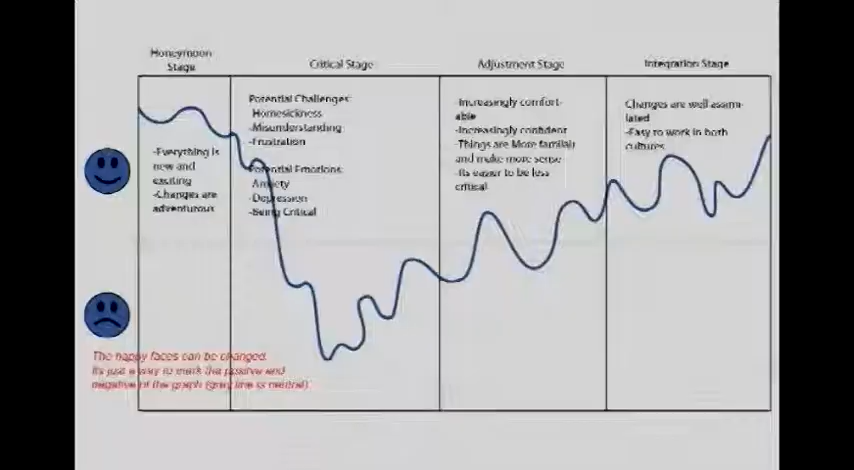 Honeymoon
Stage
Critical Stage
Adjustment Stage
Integration Stage
-Everything is
new and
exciting
-Changes are
adventurous
Potential Challenges
Homesickness
-Misunderstanding
-Frustration
Potential Emotions
Anxiety
-Depression
-Being Critical
-Increasingly comfort-
able
-Increasingly confident
-Things are More familair
and make more sense
-Its easier to be less
critical
Changes are well assimi-
lated
-Easy to work in both
cultures
The happy faces can be changed.
Its just a way to mark the positive and
negative of the graph (gray line is neutral)